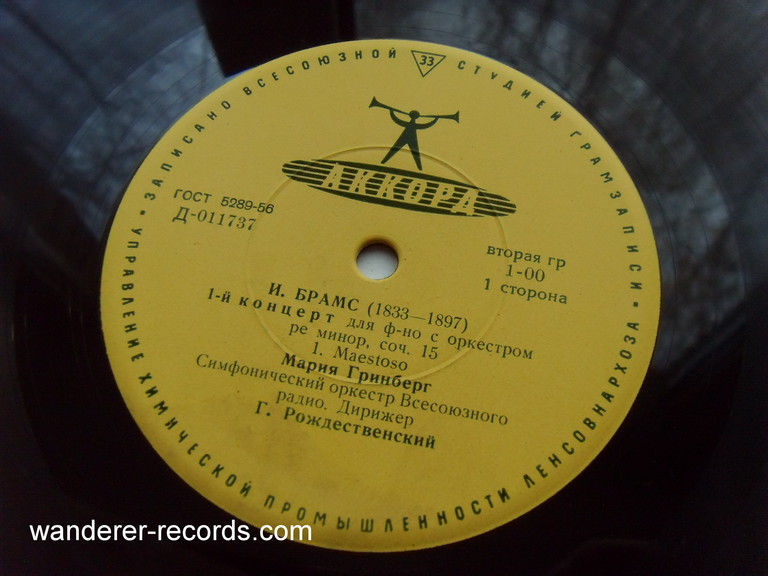 ЗАПИСАНО ВСЕСОЮЗНОЙ 33 СТУДИЕЙ ГРАМЗАПИСИ
АККОРД
ГОСТ 5289-56
Д-011737
вторая гр
1-00
1 сторона
И. БРАМС (1833—1897)
1-й концерт для ф-но с оркестром
ре минор, соч. 15
1. Maestoso
Мария Гринберг
Симфонический оркестр Всесоюзного
радио. Дирижер
Г. Рождественский
• УПРАВЛЕНИЕ ХИМИЧЕСКОЙ ПРОМЫШЛЕННОСТИ ЛЕНСОВНАРХОЗА •
wanderer-records.com